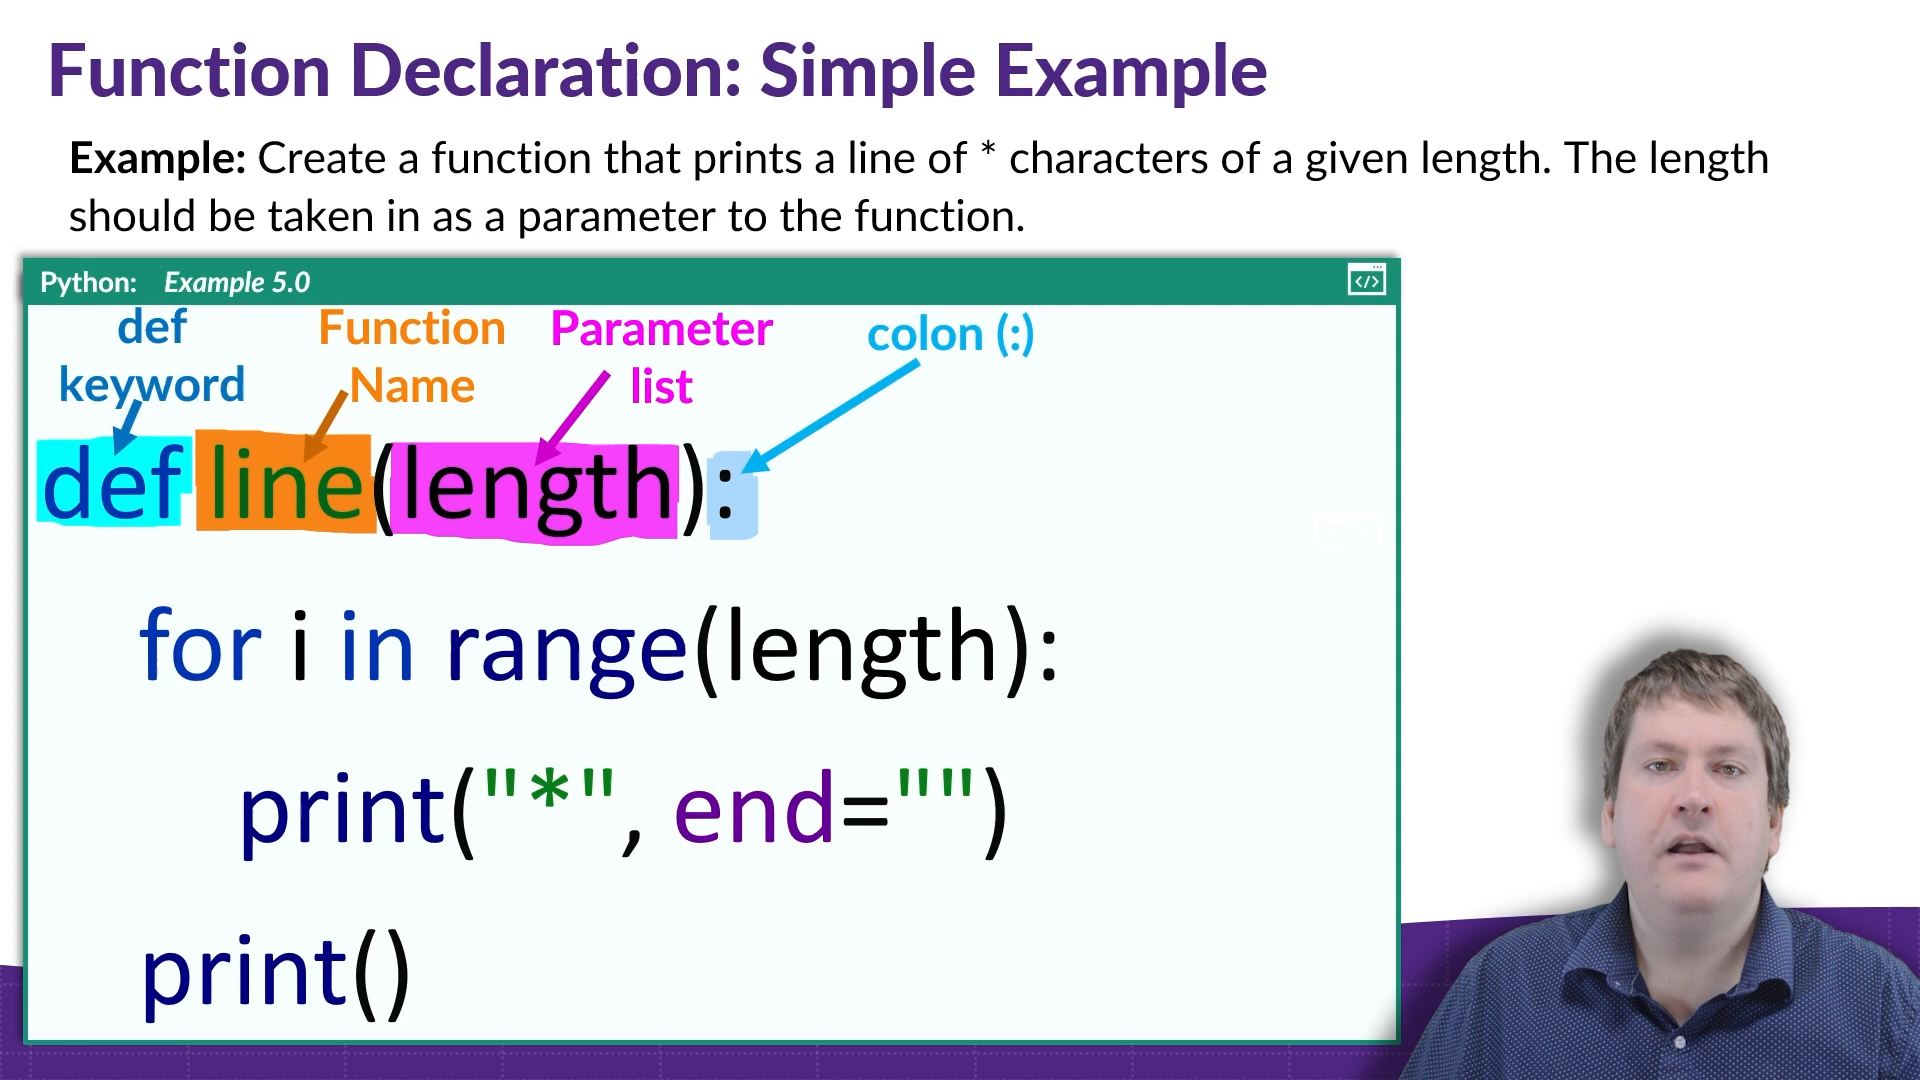 Function Declaration: Simple Example
Example: Create a function that prints a line of * characters of a given length. The length
should be taken in as a parameter to the function.
Python: Example 5.0
</>
def
keyword
Function
Name
Parameter
list
colon (:)
def line(length):
for i in range(length):
print("*", end="")
print()